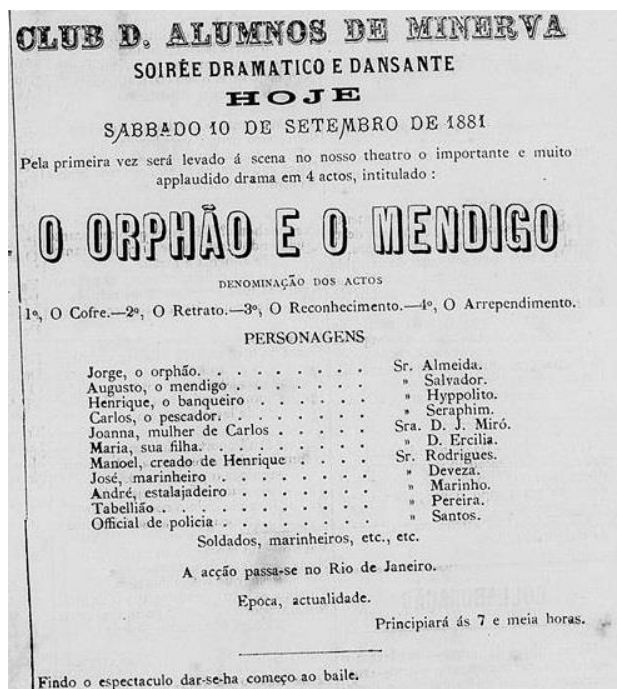 CLUB D. ALUMNOS DE MINERVA
SOIRÉE DRAMATICO E DANSANTE
HOJE
SABBADO 10 DE SETEMBRO DE 1881
Pela primeira vez será levado á scena no nosso theatro o importante e muito
applaudido drama em 4 actos, intitulado :
O ORPHÃO E O MENDIGO
DENOMINAÇÃO DOS ACTOS
1º, O Cofre.—2º, O Retrato.—3º, O Reconhecimento.—4º, O Arrependimento.
PERSONAGENS
Jorge, o orphão. . . . . . . . . Sr. Almeida.
Augusto, o mendigo . . . . . . . » Salvador.
Henrique, o banqueiro . . . . . . » Hyppolito.
Carlos, o pescador. . . . . . . . » Seraphim.
Joanna, mulher de Carlos . . . . . Sra. D. J. Miró.
Maria, sua filha. . . . . . . . . » D. Ercilia.
Manoel, creado de Henrique . . . . Sr. Rodrigues.
José, marinheiro . . . . . . . . » Deveza.
André, estalajadeiro . . . . . . . » Marinho.
Tabellião . . . . . . . . . . » Pereira.
Official de policia . . . . . . . . » Santos.
Soldados, marinheiros, etc., etc.
A acção passa-se no Rio de Janeiro.
Epoca, actualidade.
Principiará ás 7 e meia horas.
Findo o espectaculo dar-se-ha começo ao baile.